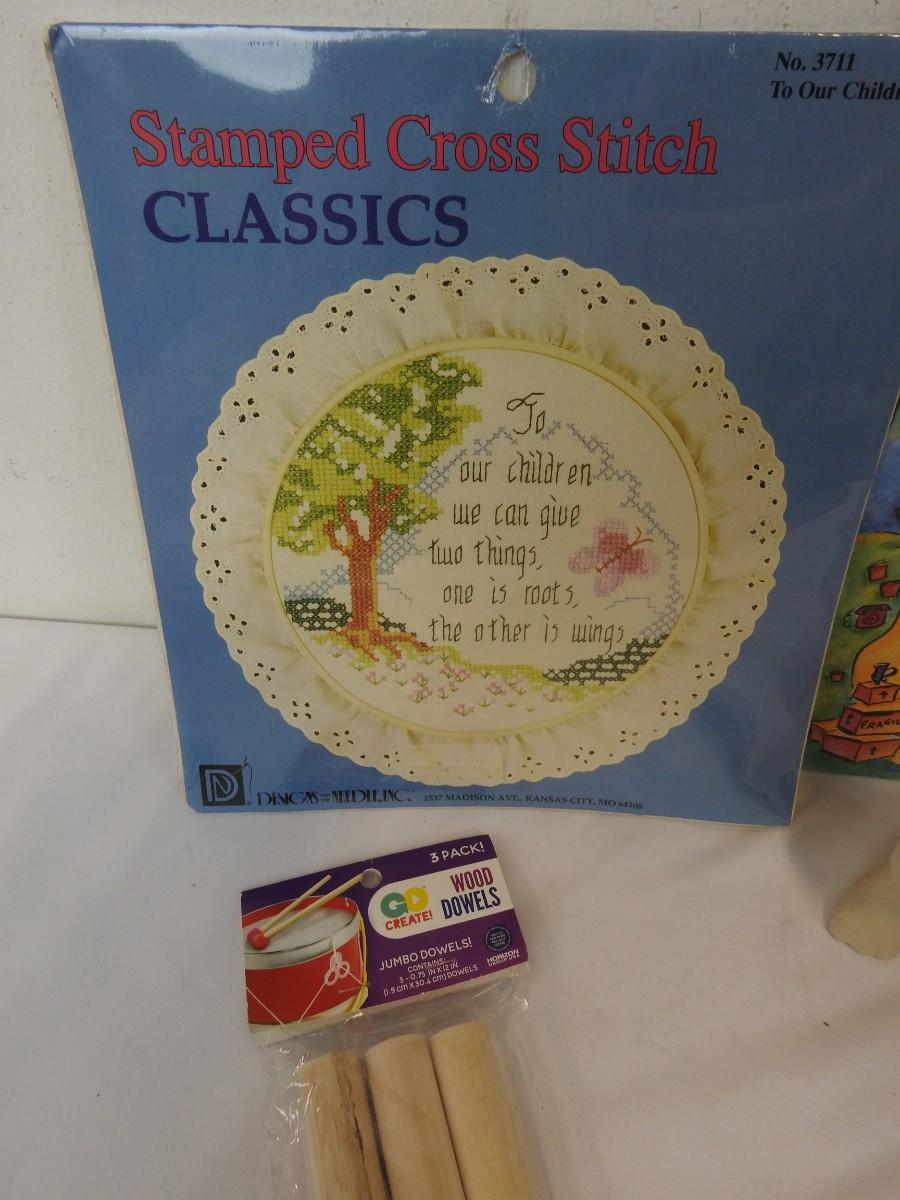 No. 3711
To Our Child
Stamped Cross Stitch
CLASSICS
To
our children
we can give
two things,
one is roots,
the other is wings
DN
DESIGNS FOR THE NEEDLE, INC. 2537 MADISON AVE., KANSAS CITY, MO 64108
FRAGIL
3 PACK!
GO CREATE!
WOOD
DOWELS
JUMBO DOWELS!
CONTAINS:
3 - 0.75 IN X 12 IN
(1.9 cm X 30.4 cm) DOWELS
HORIZON